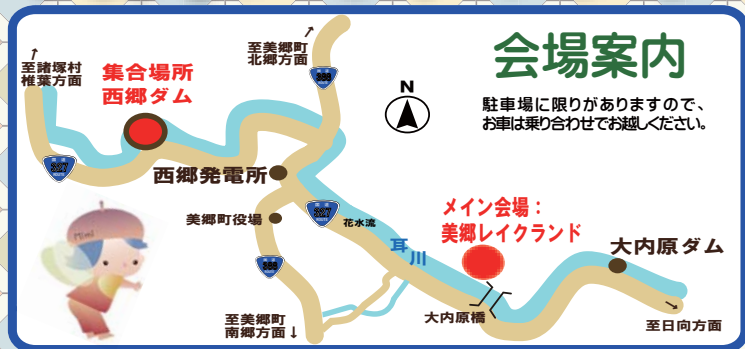 会場案内
駐車場に限りがありますので、
お車は乗り合わせでお越しください。
N
↑
至諸塚村
椎葉方面
集合場所
西郷ダム
至美郷町
北郷方面
388
327
西郷発電所
美郷町役場
327
花水流
耳川
メイン会場:
美郷レイクランド
大内原ダム
388
大内原橋
至美郷町
南郷方面↓
至日向方面
Mimi